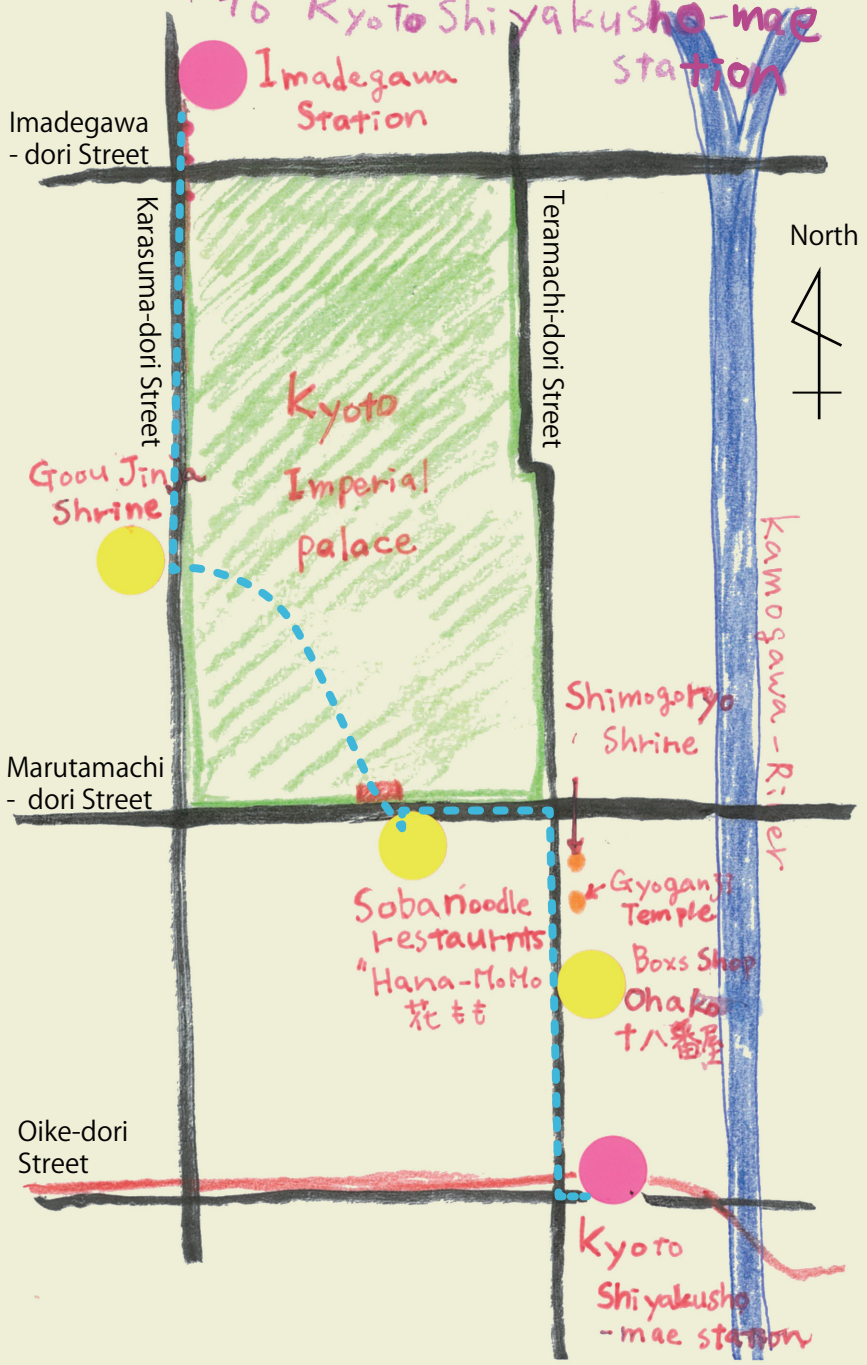 To Kyoto Shiyakusho-mae
station
Imadegawa
Station
Imadegawa
- dori Street
Karasuma-dori Street
Teramachi-dori Street
North
Kyoto
Imperial
palace
Goou Jinja
Shrine
kamogawa-River
Shimogoryo
Shrine
Marutamachi
- dori Street
Gyoganji
Temple
Soba noodle
restaurnts
"Hana-MoMo
花もも
Boxs Shop
Ohako
十八番屋
Oike-dori
Street
Kyoto
Shiyakusho
-mae station